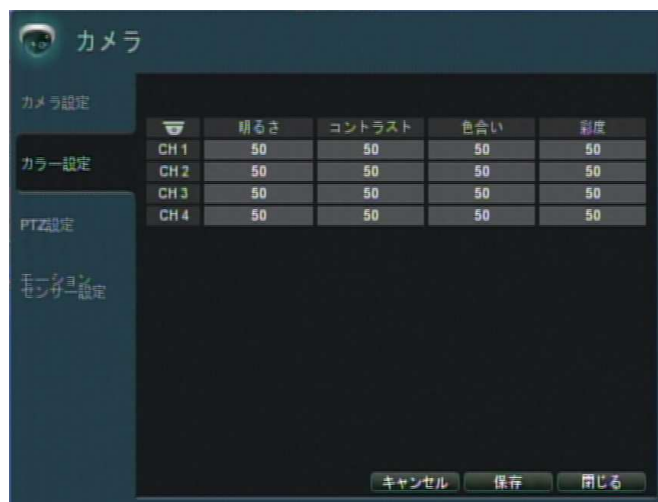 カメラ
カメラ設定
カラー設定
PTZ設定
モーション
センサー設定
明るさ コントラスト 色合い 彩度
CH 1 50 50 50 50
CH 2 50 50 50 50
CH 3 50 50 50 50
CH 4 50 50 50 50
キャンセル 保存 閉じる